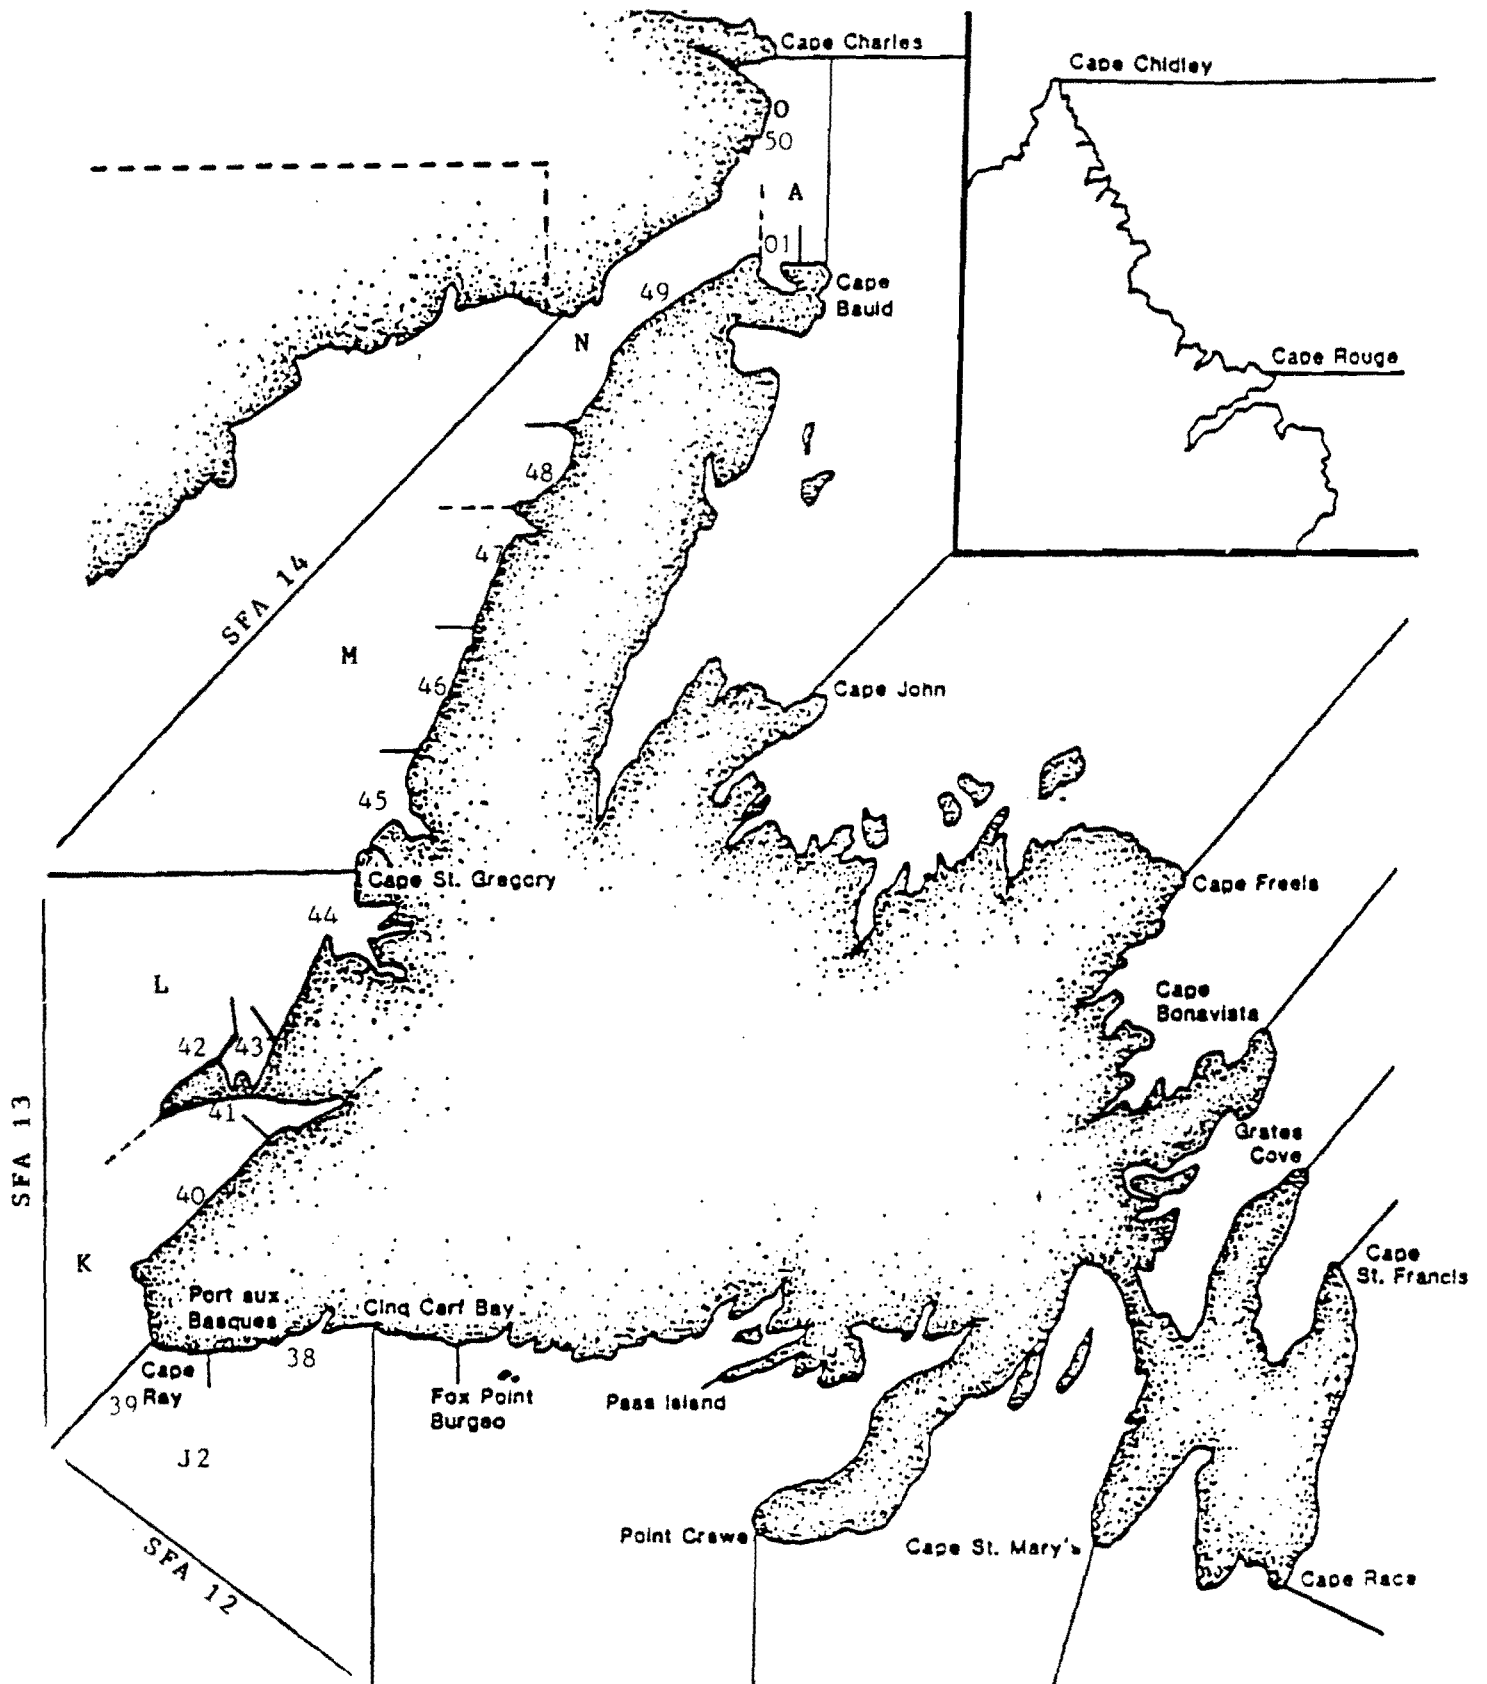 Cape Charles
Cape Chidley
O
50
A
01
Cape
Bauld
49
N
Cape Rouge
48
47
SFA 14
M
46
Cape John
45
Cape St. Gregory
Cape Freels
44
L
Cape
Bonavista
42
43
41
SFA 13
Grates
Cove
40
K
Cape
St. Francis
Port aux
Basques
Cinq Cerf Bay
38
Cape
Ray
39
Fox Point
Burgeo
Pass Island
J2
Point Crewe
Cape St. Mary's
SFA 12
Cape Race